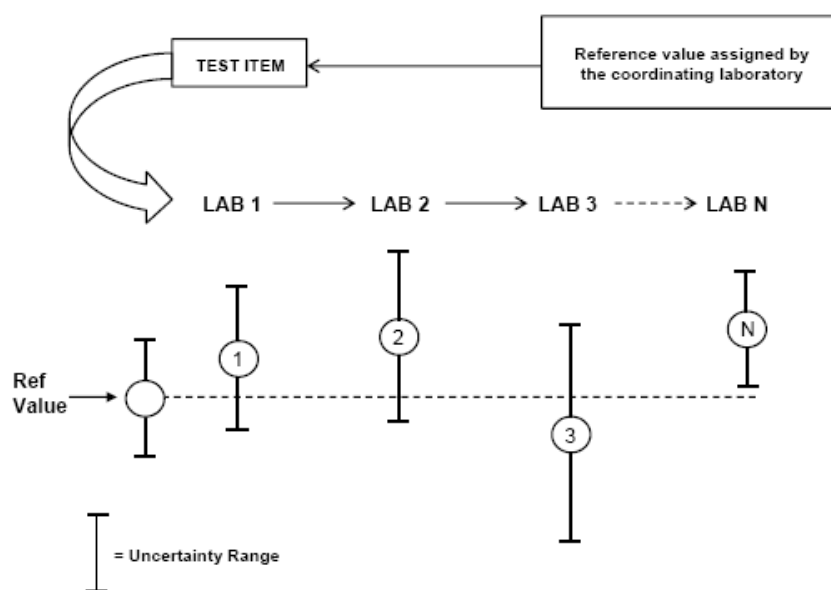 TEST ITEM
Reference value assigned by
the coordinating laboratory
LAB 1
LAB 2
LAB 3
LAB N
1
2
N
Ref
Value
3
= Uncertainty Range